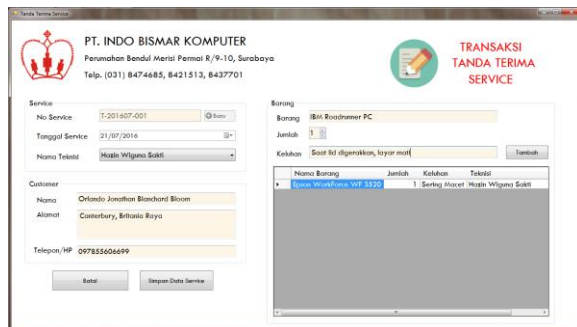 Tanda Terima Service
PT. INDO BISMAR KOMPUTER
Perumahan Bendul Merisi Permai R/9-10, Surabaya
Telp. (031) 8474685, 8421513, 8437701
TRANSAKSI
TANDA TERIMA
SERVICE
Service
No Service T-201607-001 Baru
Tanggal Service 21/07/2016
Nama Teknisi Hazin Wiguna Sakti
Customer
Nama Orlando Jonathan Blanchard Bloom
Alamat Canterbury, Britania Raya
Telepon/HP 097855606699
Batal Simpan Data Service
Barang
Barang IBM Roadrunner PC
Jumlah 1
Keluhan Saat lid digerakkan, layar mati Tambah
Nama Barang Jumlah Keluhan Teknisi
Epson WorkForce WF 3520 1 Sering Macet Hazin Wiguna Sakti